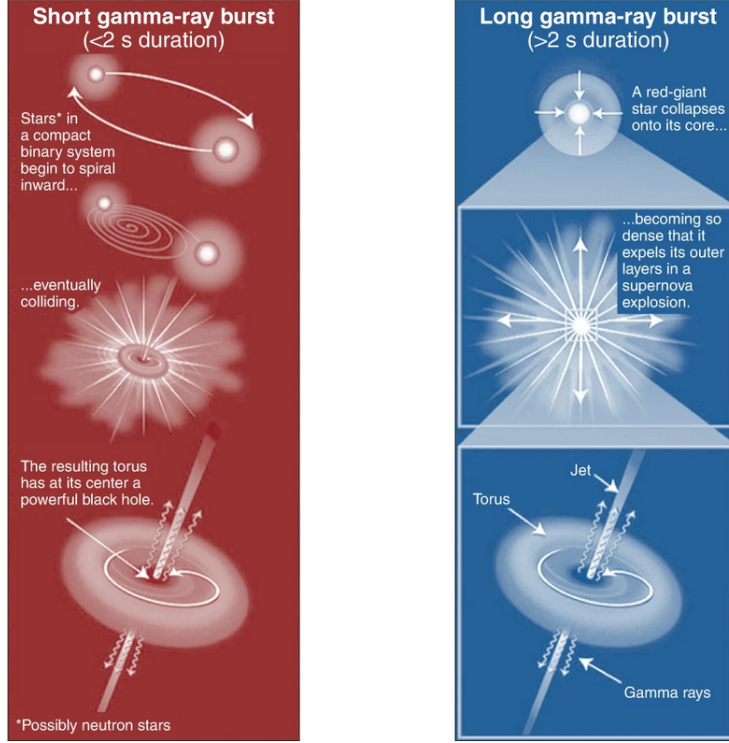 Short gamma-ray burst
(<2 s duration)
Stars* in
a compact
binary system
begin to spiral
inward...
...eventually
colliding.
The resulting torus
has at its center a
powerful black hole.
*Possibly neutron stars
Long gamma-ray burst
(>2 s duration)
A red-giant
star collapses
onto its core...
...becoming so
dense that it
expels its outer
layers in a
supernova
explosion.
Jet
Torus
Gamma rays